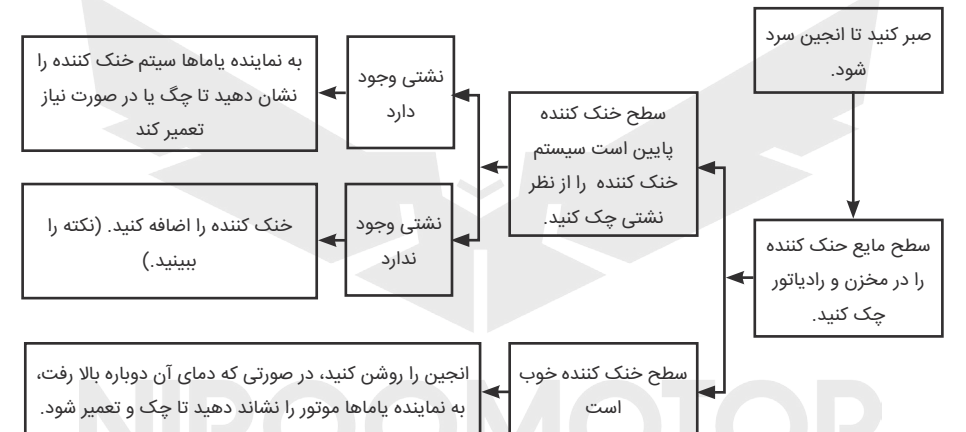 صبر کنید تا انجین سرد
شود.
سطح مایع حنک کننده
را در مخزن و رادیاتور
چک کنید.
سطح خنک کننده
پایین است سیستم
خنک کننده را از نظر
نشتی چک کنید.
نشتی وجود
دارد
به نماینده یاماها سیتم خنک کننده را
نشان دهید تا چگ یا در صورت نیاز
تعمیر کند
نشتی وجود
ندارد
خنک کننده را اضافه کنید. (نکته را
ببینید.)
سطح خنک کننده خوب
است
انجین را روشن کنید، در صورتی که دمای آن دوباره بالا رفت،
به نماینده یاماها موتور را نشاند دهید تا چک و تعمیر شود.
NIROOMOTOR